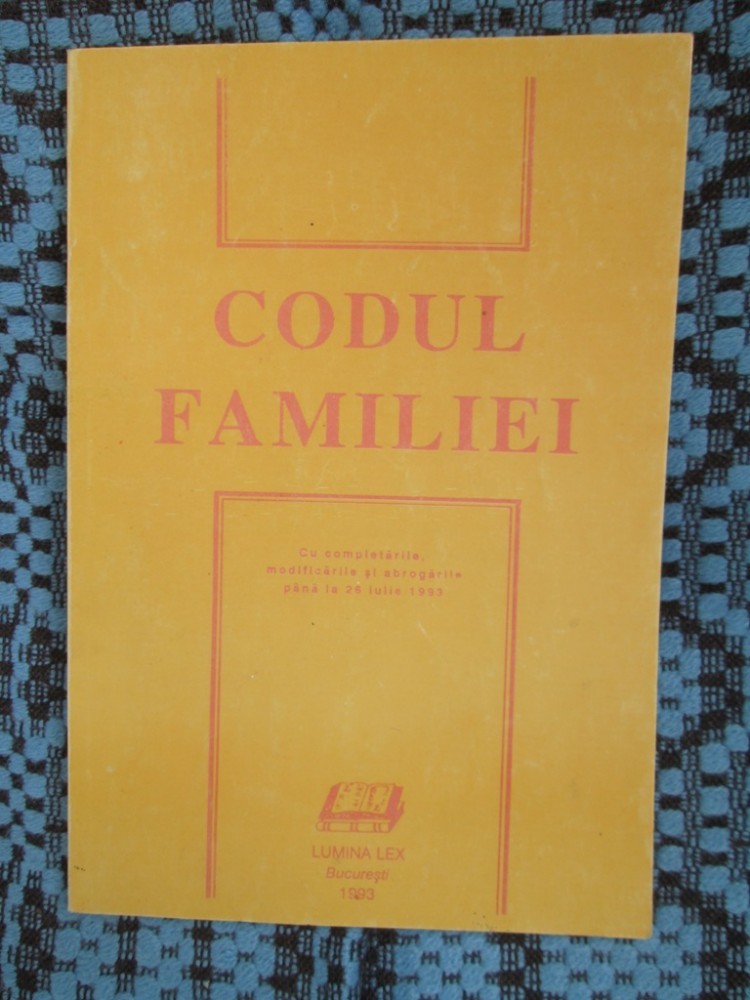 CODUL
FAMILIEI
Cu completările,
modificările și abrogările
până la 26 iulie 1993
LUMINA LEX
București
1993